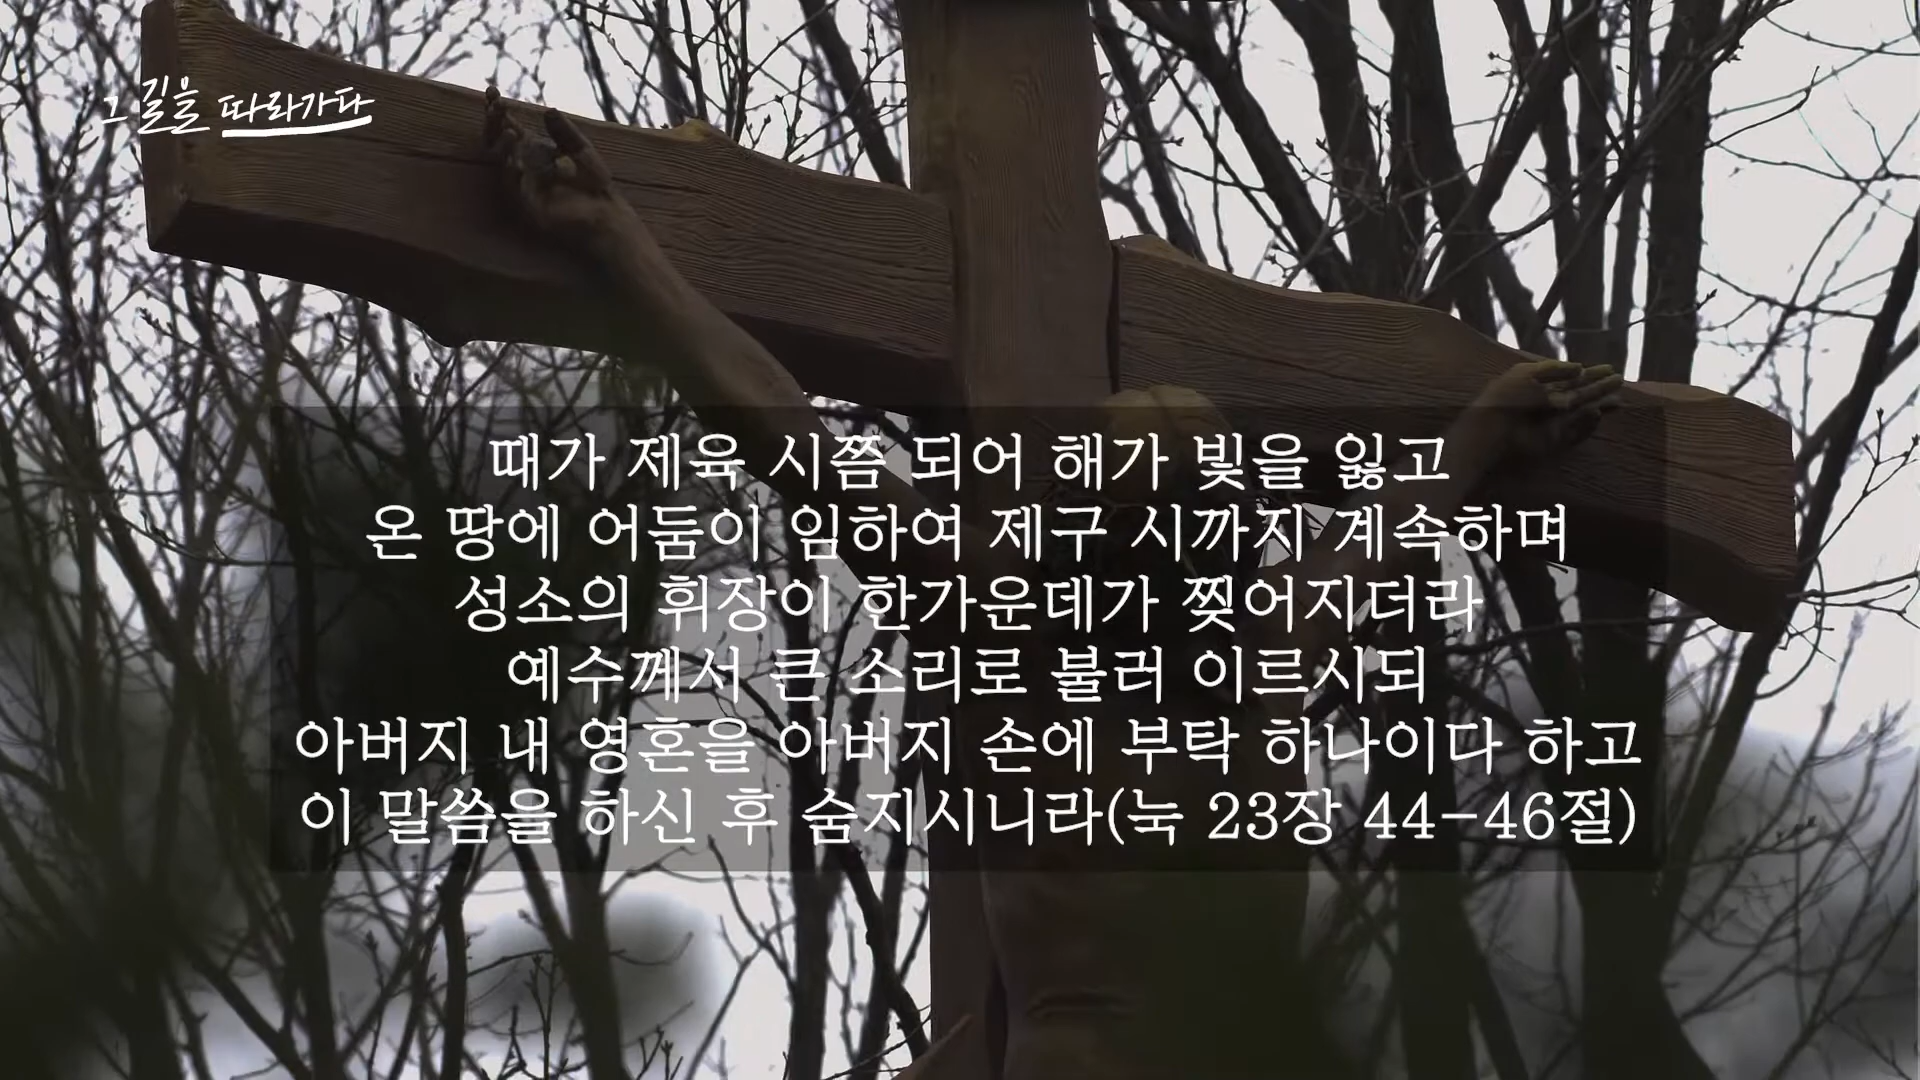 그 길을 따라가다
때가 제육 시쯤 되어 해가 빛을 잃고
온 땅에 어둠이 임하여 제구 시까지 계속하며
성소의 휘장이 한가운데가 찢어지더라
예수께서 큰 소리로 불러 이르시되
아버지 내 영혼을 아버지 손에 부탁 하나이다 하고
이 말씀을 하신 후 숨지시니라(눅 23장 44-46절)